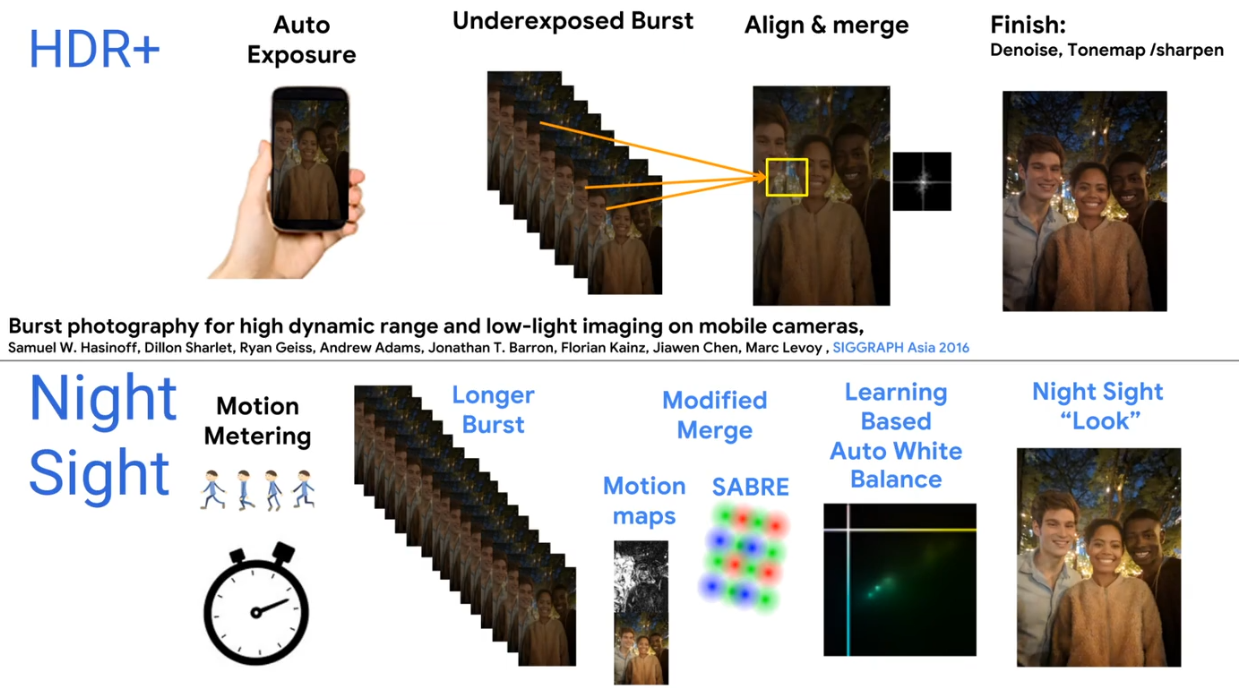 HDR+
Auto
Exposure
Underexposed Burst
Align & merge
Finish:
Denoise, Tonemap /sharpen
Burst photography for high dynamic range and low-light imaging on mobile cameras,
Samuel W. Hasinoff, Dillon Sharlet, Ryan Geiss, Andrew Adams, Jonathan T. Barron, Florian Kainz, Jiawen Chen, Marc Levoy , SIGGRAPH Asia 2016
Night
Sight
Motion
Metering
Longer
Burst
Modified
Merge
Motion
maps
SABRE
Learning
Based
Auto White
Balance
Night Sight
“Look”